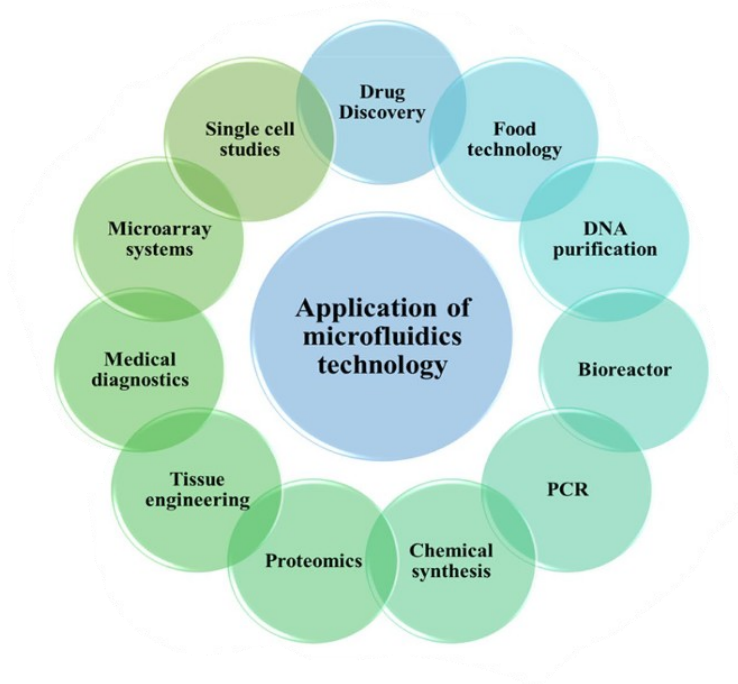 Drug
Discovery
Food
technology
DNA
purification
Bioreactor
PCR
Chemical
synthesis
Proteomics
Tissue
engineering
Medical
diagnostics
Microarray
systems
Single cell
studies
Application of
microfluidics
technology